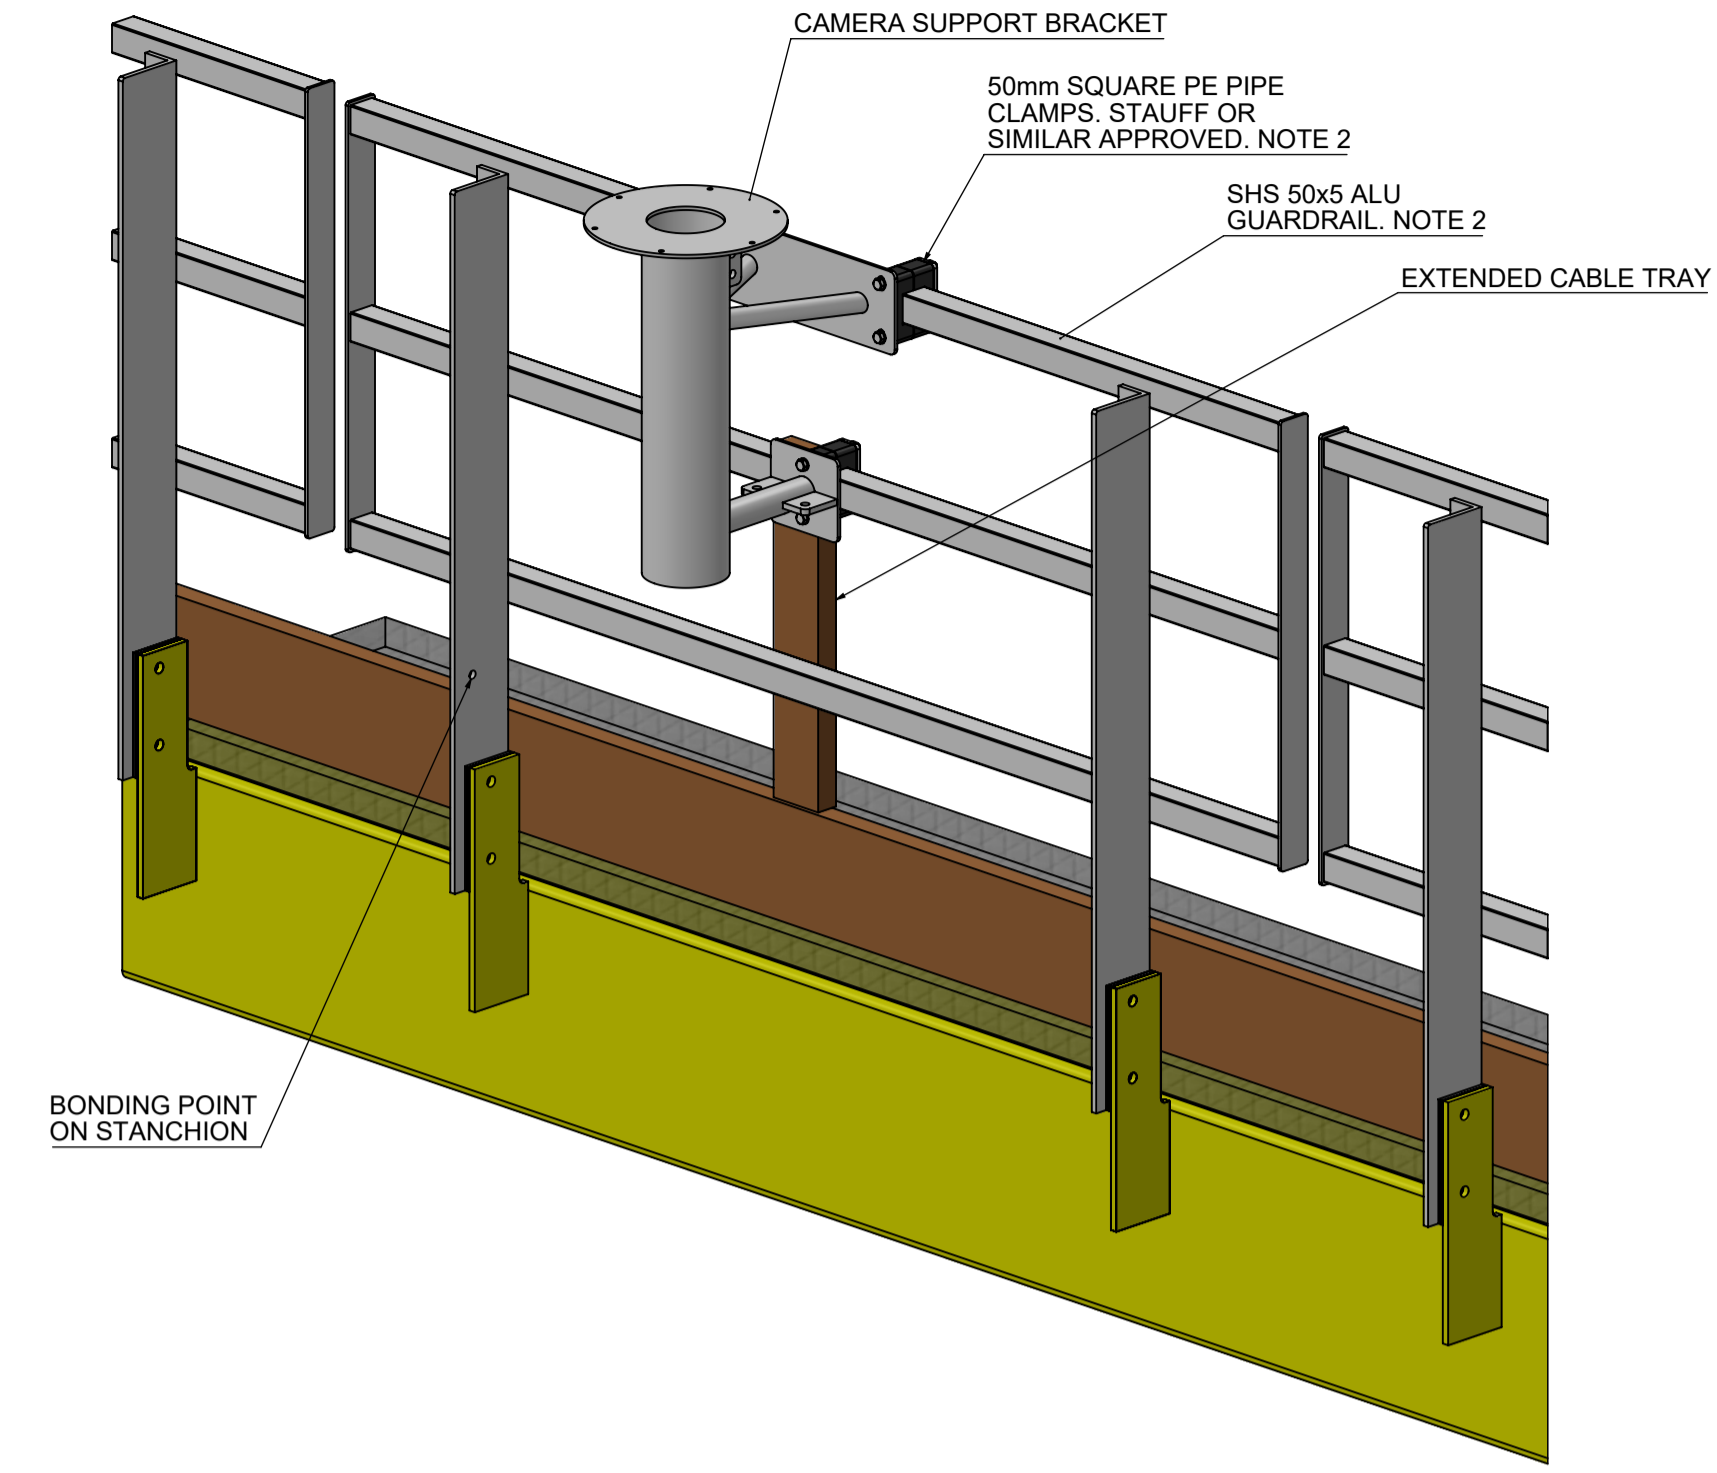 CAMERA SUPPORT BRACKET
50mm SQUARE PE PIPE
CLAMPS. STAUFF OR
SIMILAR APPROVED. NOTE 2
SHS 50x5 ALU
GUARDRAIL. NOTE 2
EXTENDED CABLE TRAY
BONDING POINT
ON STANCHION